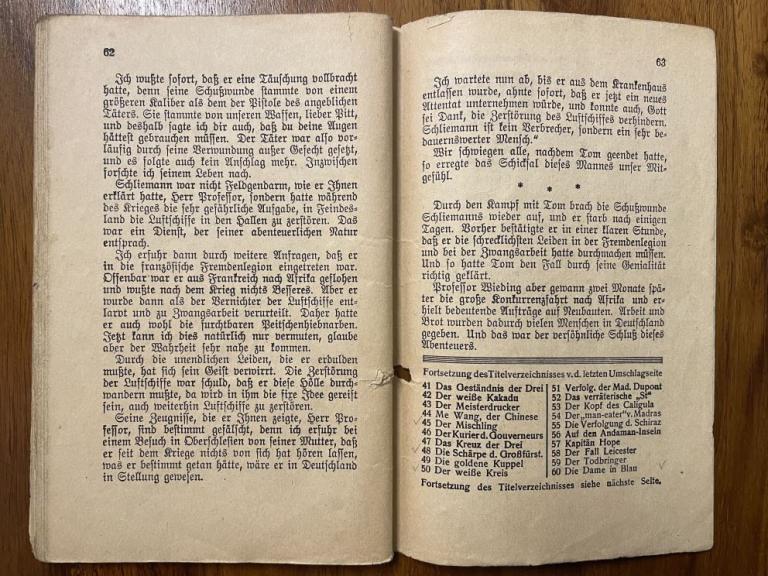 62
Ich wußte sofort, daß er eine Täuschung vollbracht
hatte, denn seine Schußwunde stammte von einem
größeren Kaliber als dem der Pistole des angeblichen
Täters. Sie stammte von unseren Waffen, lieber Pitt,
und deshalb sagte ich dir auch, daß du deine Augen
hättest gebrauchen müssen. Der Täter war also vor-
läufig durch seine Verwundung außer Gefecht gesetzt,
und es folgte auch kein Anschlag mehr. Inzwischen
forschte ich seinem Leben nach.
Schliemann war nicht Feldgendarm, wie er Ihnen
erklärt hatte, Herr Professor, sondern hatte während
des Krieges die sehr gefährliche Aufgabe, in Feindes-
land die Luftschiffe in den Hallen zu zerstören. Das
war ein Dienst, der seiner abenteuerlichen Natur
entsprach.
Ich erfuhr dann durch weitere Anfragen, daß er
in die französische Fremdenlegion eingetreten war.
Offenbar war er aus Frankreich nach Afrika geflohen
und wußte nach dem Krieg nichts Besseres. Aber er
wurde dann als der Vernichter der Luftschiffe ent-
larvt und zu Zwangsarbeit verurteilt. Daher hatte
er auch wohl die furchtbaren Peitschenhiebnarben.
Jetzt kann ich dies natürlich nur vermuten, glaube
aber der Wahrheit sehr nahe zu kommen.
Durch die unendlichen Leiden, die er erdulden
mußte, hat sich sein Geist verwirrt. Die Zerstörung
der Luftschiffe war schuld, daß er diese Hölle durch-
wandern mußte, da wird in ihm die fixe Idee gereift
sein, auch weiterhin Luftschiffe zu zerstören.
Seine Zeugnisse, die er Ihnen zeigte, Herr Pro-
fessor, sind bestimmt gefälscht, denn ich erfuhr bei
einem Besuch in Oberschlesien von seiner Mutter, daß
er seit dem Kriege nichts von sich hat hören lassen,
was er bestimmt getan hätte, wäre er in Deutschland
in Stellung gewesen.
63
Ich wartete nun ab, bis er aus dem Krankenhaus
entlassen wurde, ahnte sofort, daß er jetzt ein neues
Attentat unternehmen würde, und konnte auch, Gott
sei Dank, die Zerstörung des Luftschiffes verhindern.
Schliemann ist kein Verbrecher, sondern ein sehr be-
dauernswerter Mensch."
Wir schwiegen alle, nachdem Tom geendet hatte,
so erregte das Schicksal dieses Mannes unser Mit-
gefühl.
* * *
Durch den Kampf mit Tom brach die Schußwunde
Schliemanns wieder auf, und er starb nach einigen
Tagen. Vorher bestätigte er in einer klaren Stunde,
daß er die schrecklichsten Leiden in der Fremdenlegion
und bei der Zwangsarbeit hatte durchmachen müssen.
Und so hatte Tom den Fall durch seine Genialität
richtig geklärt.
Professor Wieding aber gewann zwei Monate spä-
ter die große Konkurrenzfahrt nach Afrika und er-
hielt bedeutende Aufträge auf Neubauten. Arbeit und
Brot wurden dadurch vielen Menschen in Deutschland
gegeben. Und das war der versöhnliche Schluß dieses
Abenteuers.
Fortsetzung des Titelverzeichnisses v. d. letzten Umschlagseite
41 Das Geständnis der Drei
42 Der weiße Kakadu
43 Der Meisterdrucker
44 Me Wang, der Chinese
45 Der Mischling
46 Der Kurier d. Gouverneurs
47 Das Kreuz der Drei
48 Die Schärpe d. Großfürst.
49 Die goldene Kuppel
50 Der weiße Kreis
51 Verfolg. der Mad. Dupont
52 Das verräterische „Si"
53 Der Kopf des Caligula
54 Der „man-eater" v. Madras
55 Die Verfolgung d. Schiraz
56 Auf den Andaman-Inseln
57 Kapitän Hope
58 Der Fall Leicester
59 Der Todbringer
60 Die Dame in Blau
Fortsetzung des Titelverzeichnisses siehe nächste Seite.